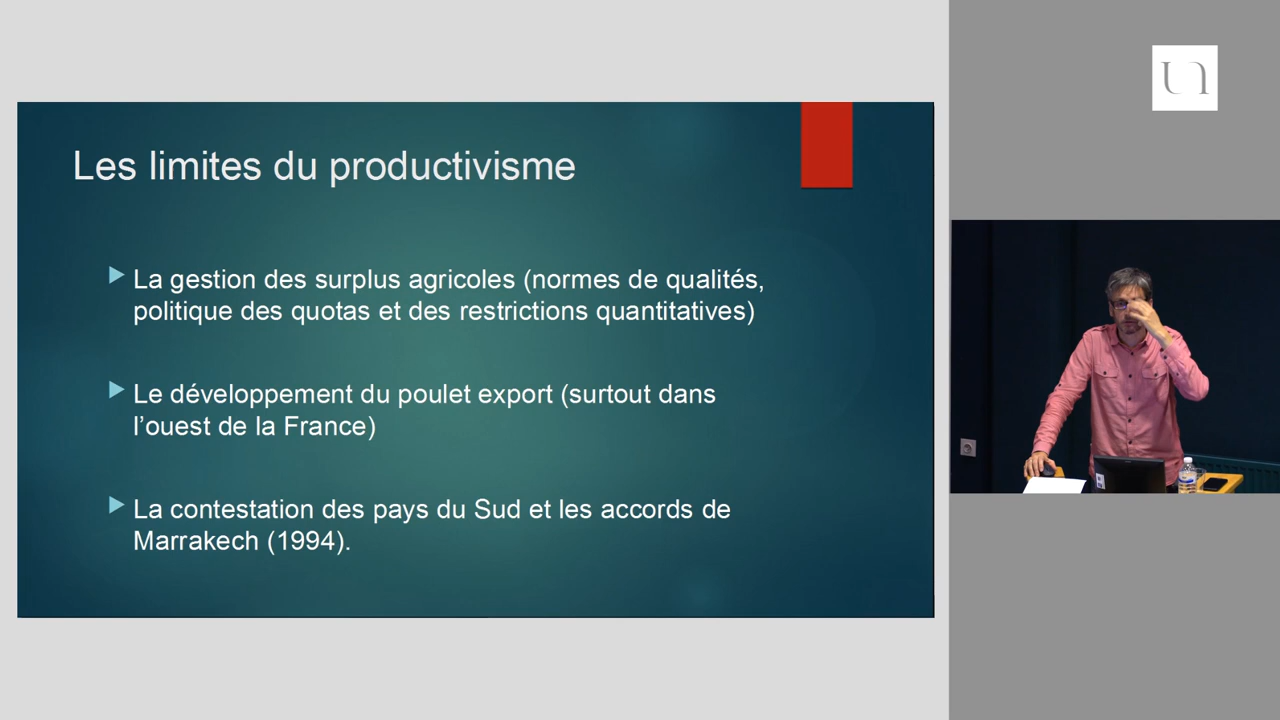 Les limites du productivisme
La gestion des surplus agricoles (normes de qualités,
politique des quotas et des restrictions quantitatives)
Le développement du poulet export (surtout dans
l’ouest de la France)
La contestation des pays du Sud et les accords de
Marrakech (1994).